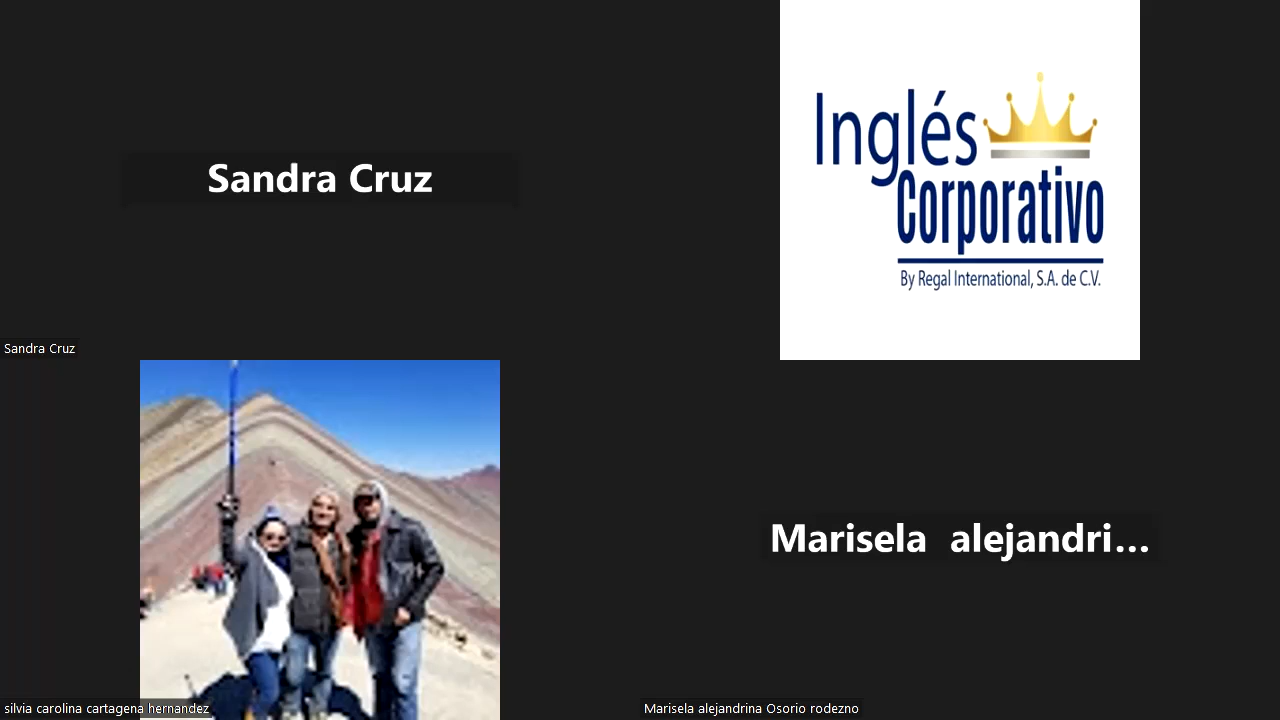 Sandra Cruz
Inglés
Corporativo
By Regal International, S.A. de C.V.
Sandra Cruz
Marisela alejandri...
silvia carolina cartagena hernandez
Marisela alejandrina Osorio rodezno